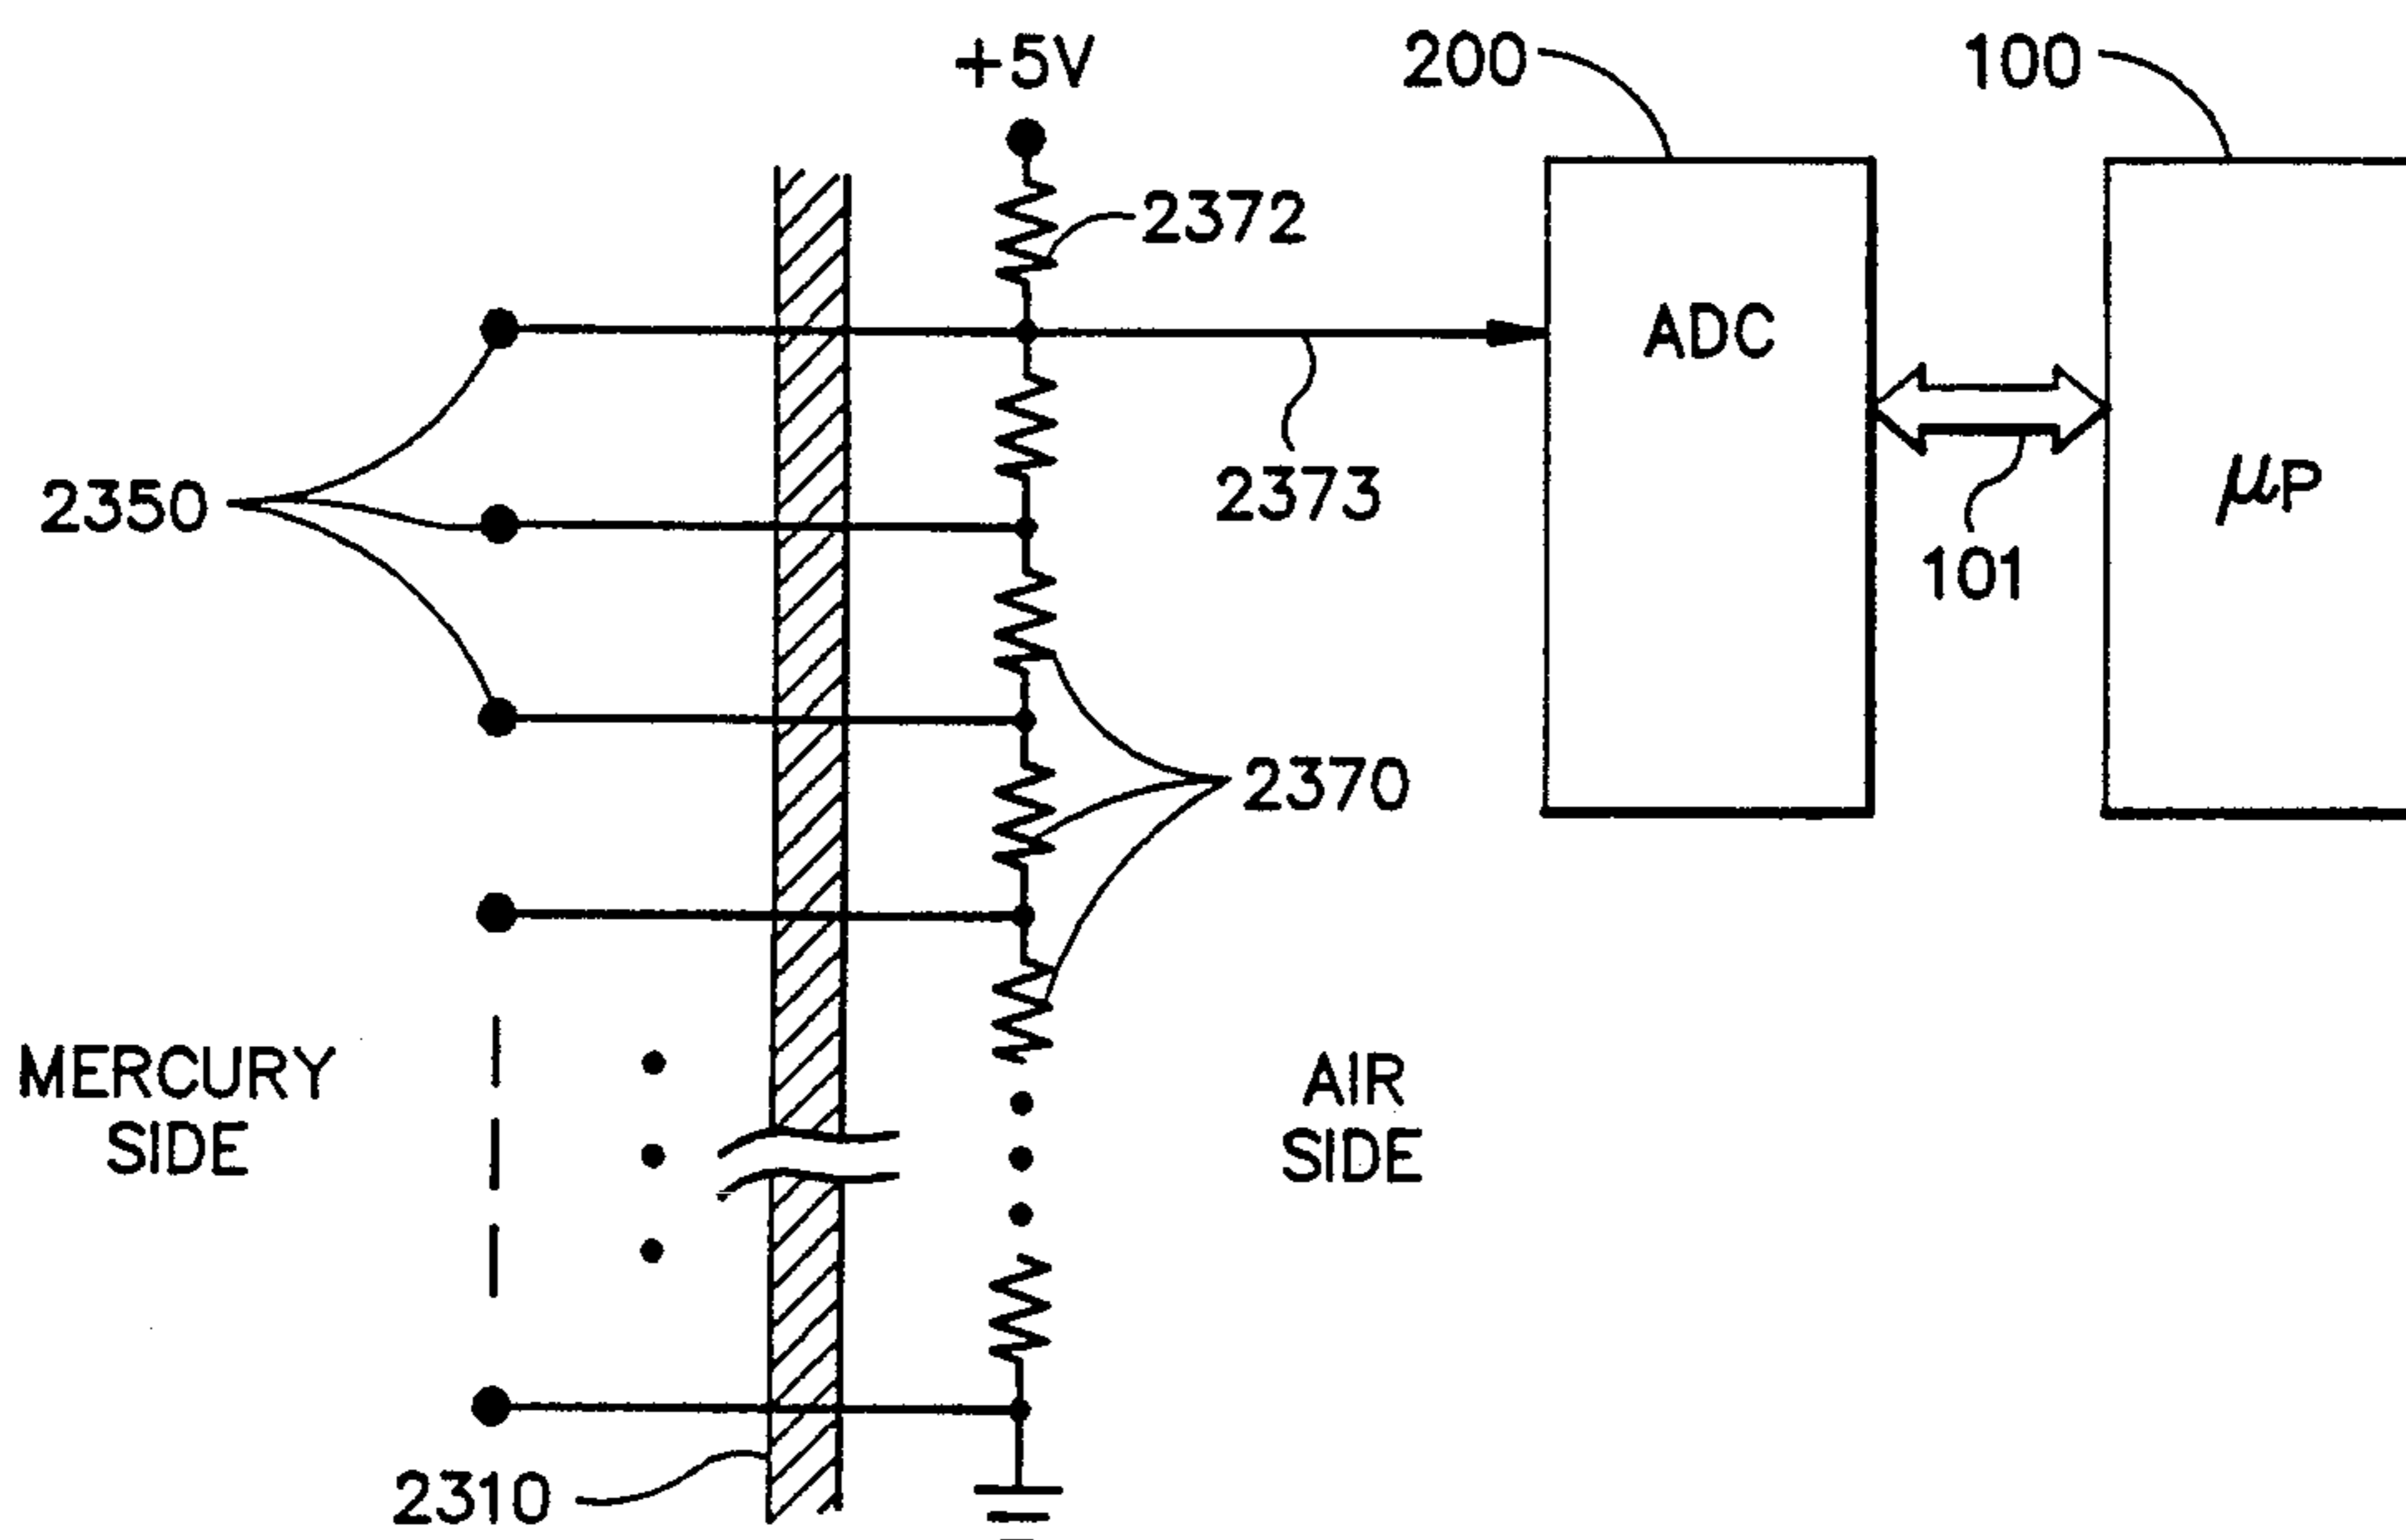 +5V
200
100
2372
ADC
2350
2373
μP
101
2370
MERCURY
SIDE
AIR
SIDE
2310